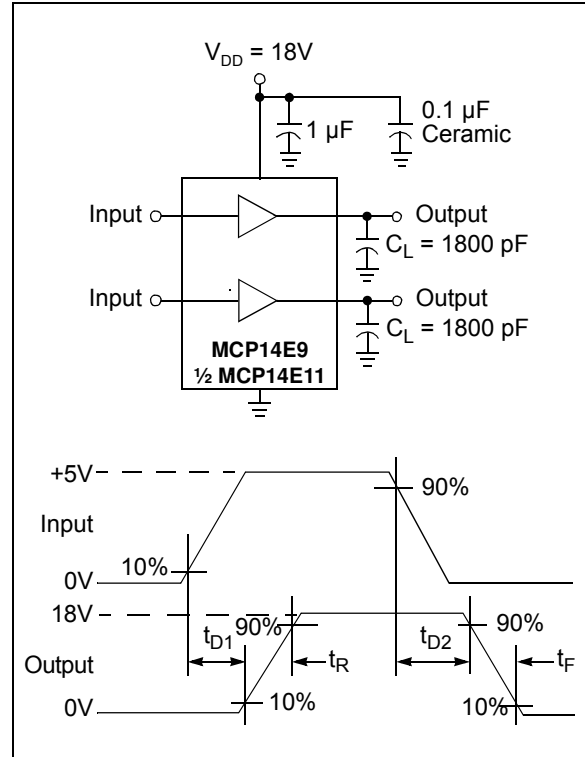 V_DD = 18V
1 µF
0.1 µF
Ceramic
Input
Output
C_L = 1800 pF
Input
Output
C_L = 1800 pF
MCP14E9
½ MCP14E11
+5V
90%
Input
10%
0V
18V
t_D1
90%
t_R
t_D2
90%
t_F
Output
0V
10%
10%